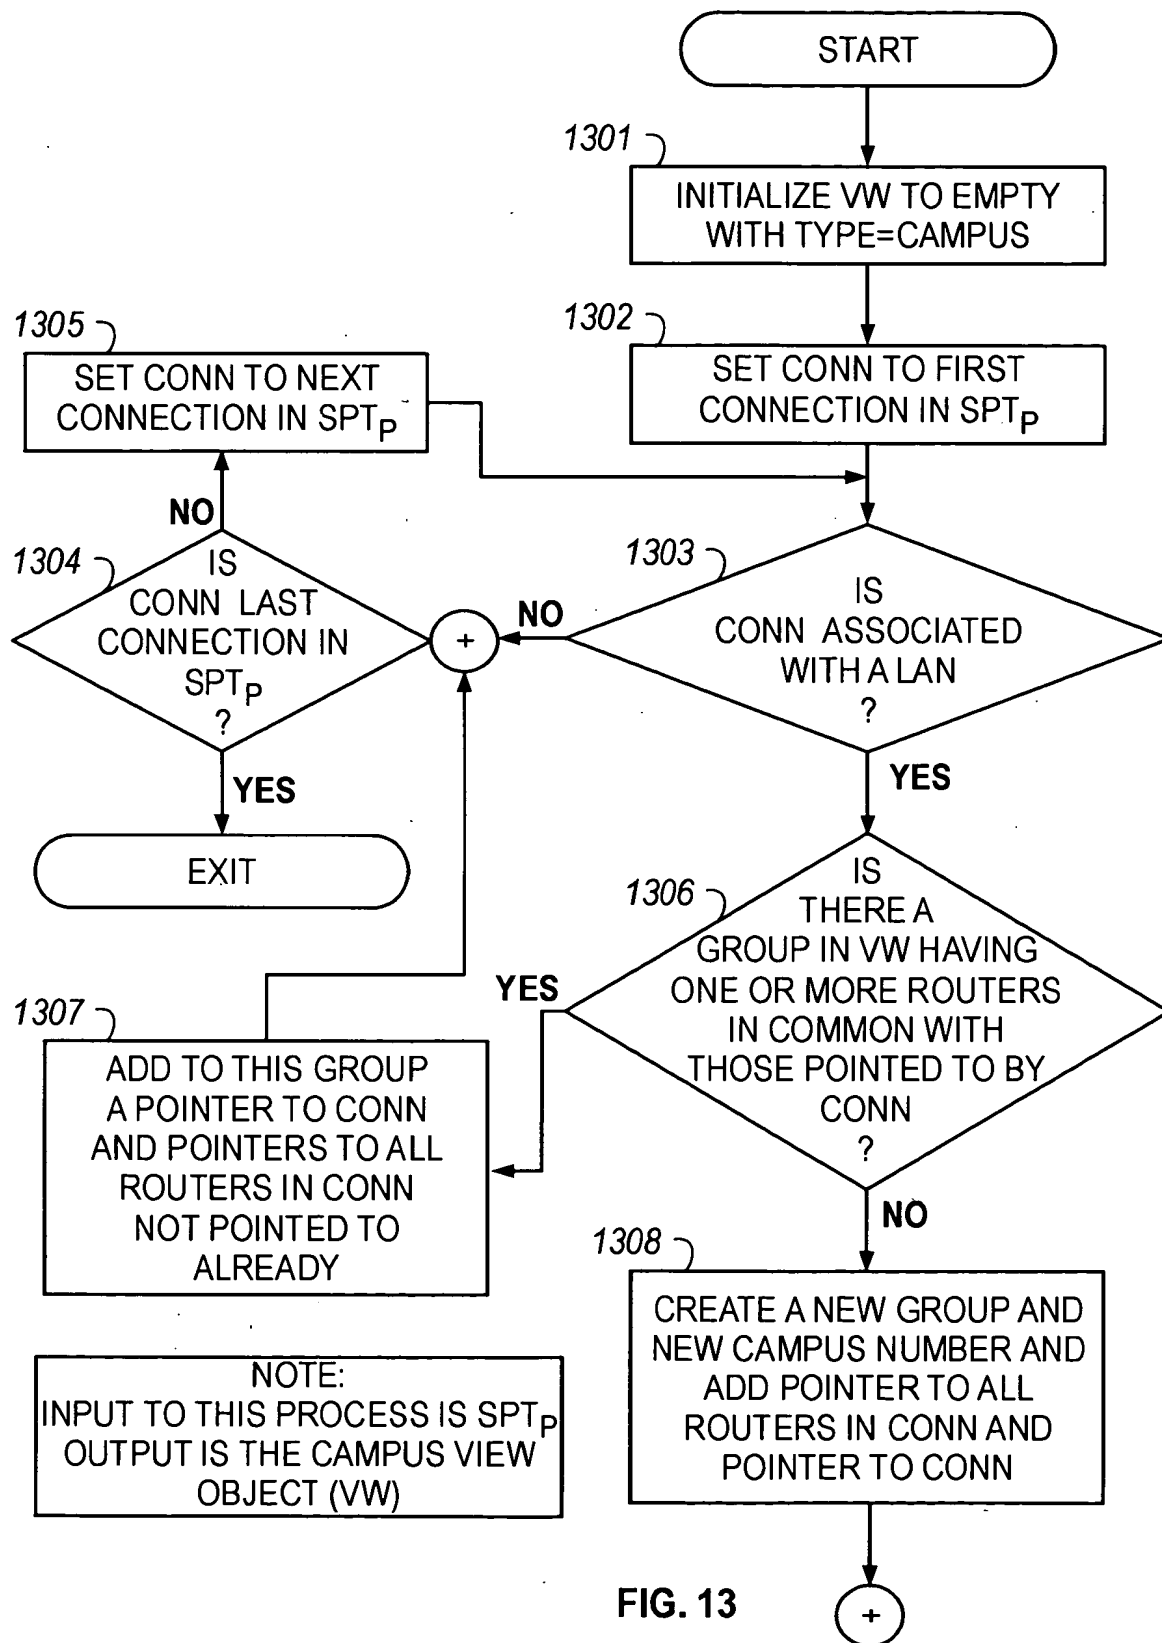 START
1301
INITIALIZE VW TO EMPTY
WITH TYPE=CAMPUS
1302
SET CONN TO FIRST
CONNECTION IN SPTP
1305
SET CONN TO NEXT
CONNECTION IN SPTP
NO
1304
IS
CONN LAST
CONNECTION IN
SPTP
?
YES
EXIT
+
NO
1303
IS
CONN ASSOCIATED
WITH A LAN
?
YES
1306
IS
THERE A
GROUP IN VW HAVING
ONE OR MORE ROUTERS
IN COMMON WITH
THOSE POINTED TO BY
CONN
?
YES
1307
ADD TO THIS GROUP
A POINTER TO CONN
AND POINTERS TO ALL
ROUTERS IN CONN
NOT POINTED TO
ALREADY
NO
1308
CREATE A NEW GROUP AND
NEW CAMPUS NUMBER AND
ADD POINTER TO ALL
ROUTERS IN CONN AND
POINTER TO CONN
+
NOTE:
INPUT TO THIS PROCESS IS SPTP
OUTPUT IS THE CAMPUS VIEW
OBJECT (VW)
FIG. 13